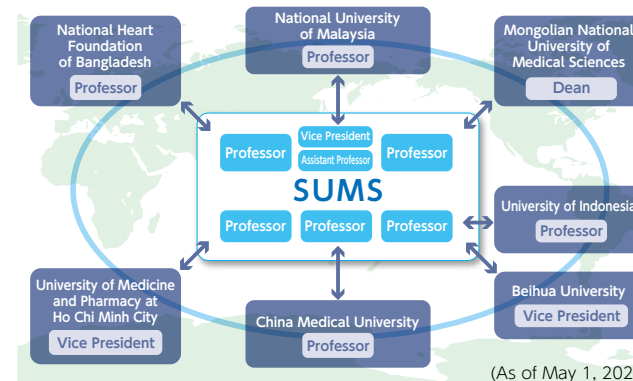 National Heart
Foundation
of Bangladesh
Professor
National University
of Malaysia
Professor
Mongolian National
University of
Medical Sciences
Dean
Professor
Vice President
Assistant Professor
Professor
SUMS
Professor
Professor
Professor
University of Indonesia
Professor
University of Medicine
and Pharmacy at
Ho Chi Minh City
Vice President
China Medical University
Professor
Beihua University
Vice President
(As of May 1, 202